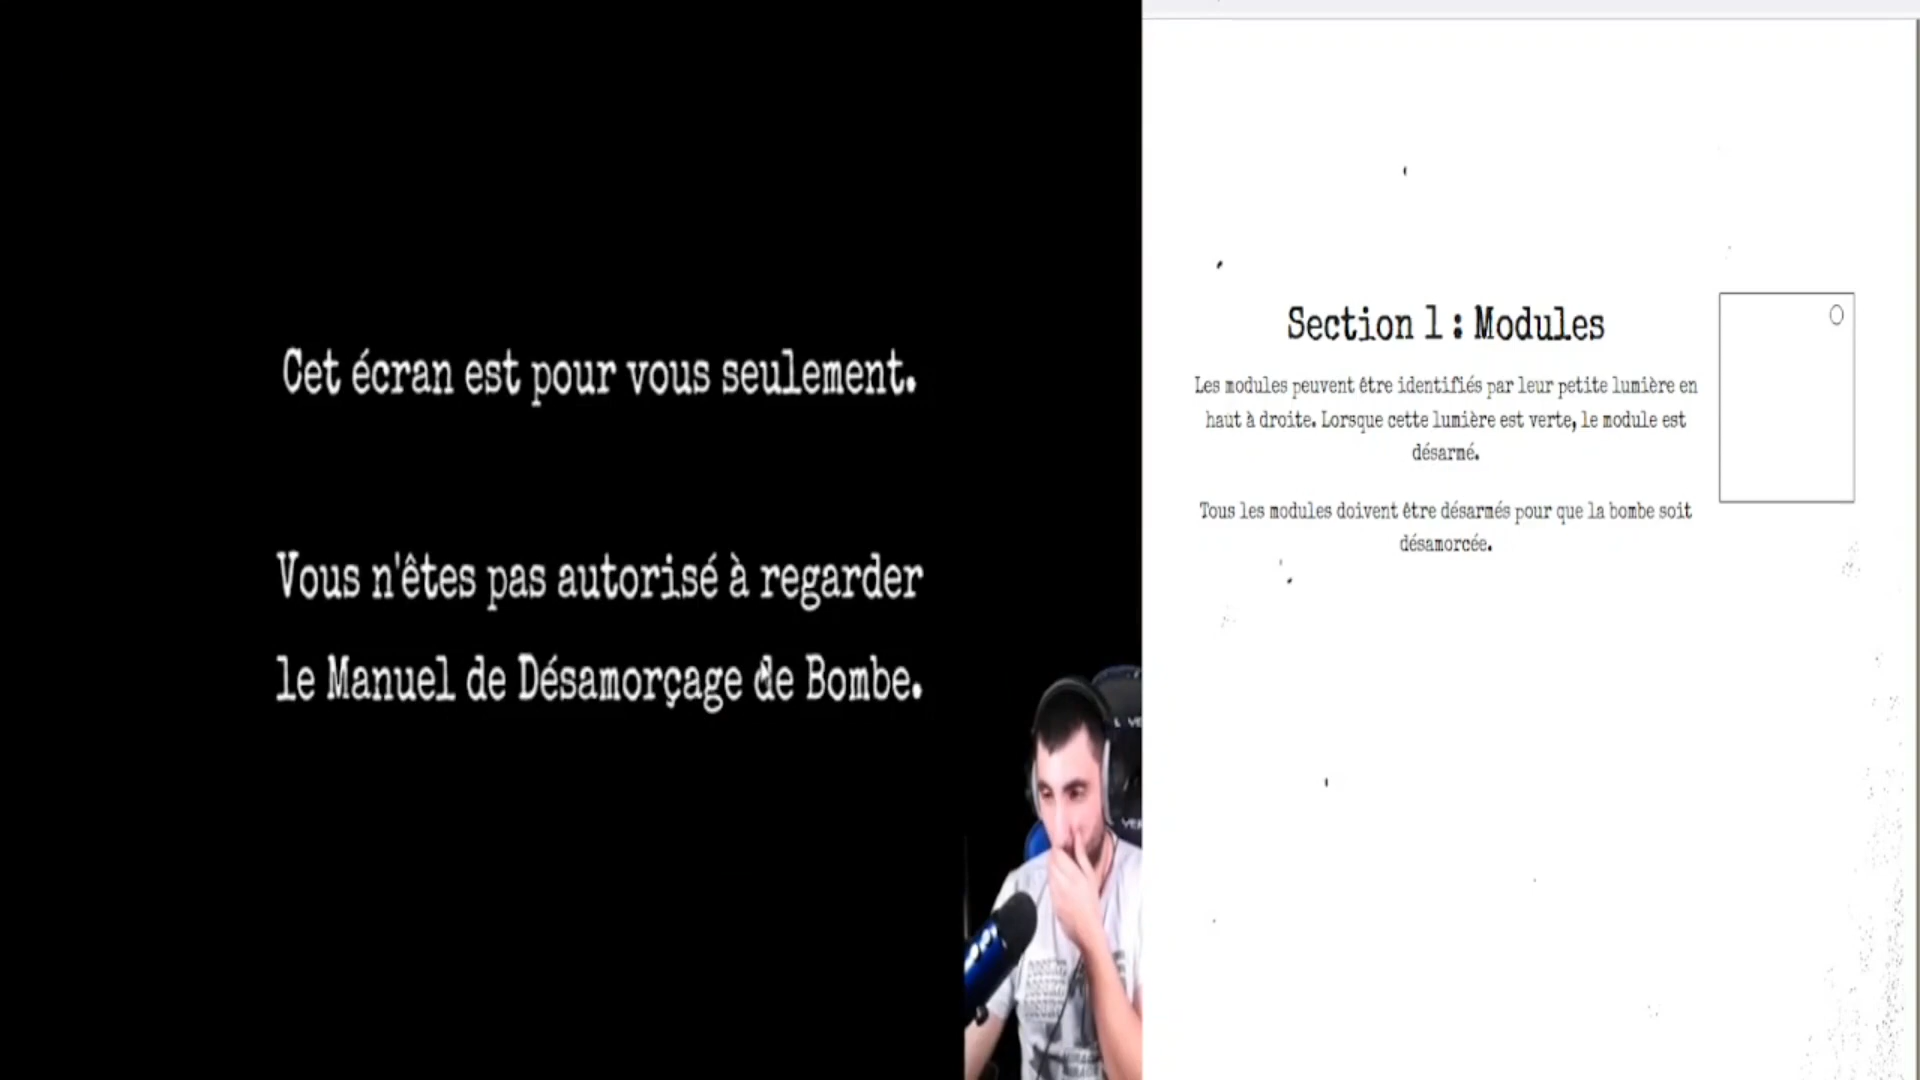 Cet écran est pour vous seulement.
Vous n'êtes pas autorisé à regarder
le Manuel de Désamorçage de Bombe.
Section 1 : Modules
Les modules peuvent être identifiés par leur petite lumière en
haut à droite. Lorsque cette lumière est verte, le module est
désarmé.
Tous les modules doivent être désarmés pour que la bombe soit
désamorcée.